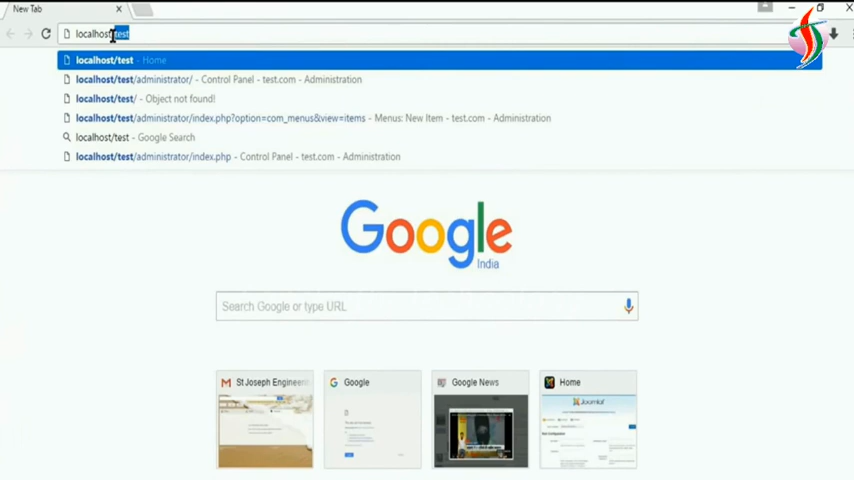 New Tab
localhost/test
localhost/test - Home
localhost/test/administrator/ - Control Panel - test.com - Administration
localhost/test/ - Object not found!
localhost/test/administrator/index.php?option=com_menus&view=items - Menus: New Item - test.com - Administration
localhost/test - Google Search
localhost/test/administrator/index.php - Control Panel - test.com - Administration
Google
India
Search Google or type URL
St Joseph Engineeri
Google
Google News
Home
Joomla!